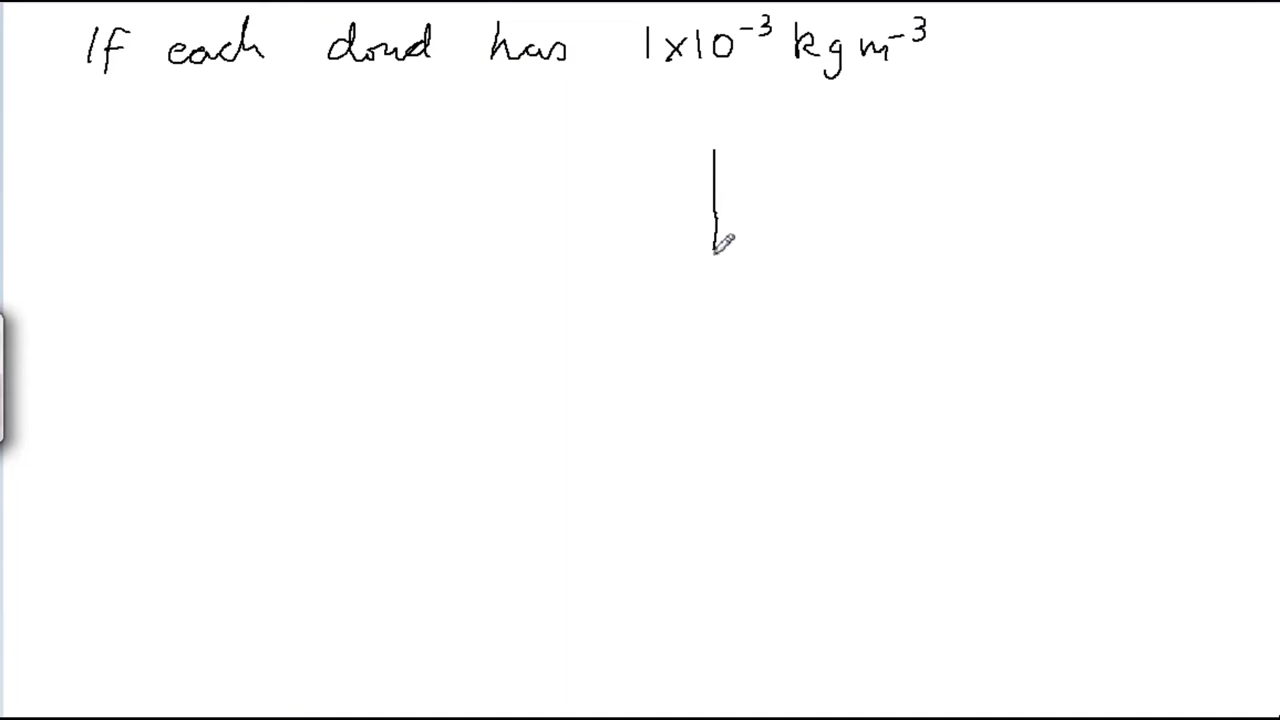 If each cloud has 1x10⁻³ kg m⁻³